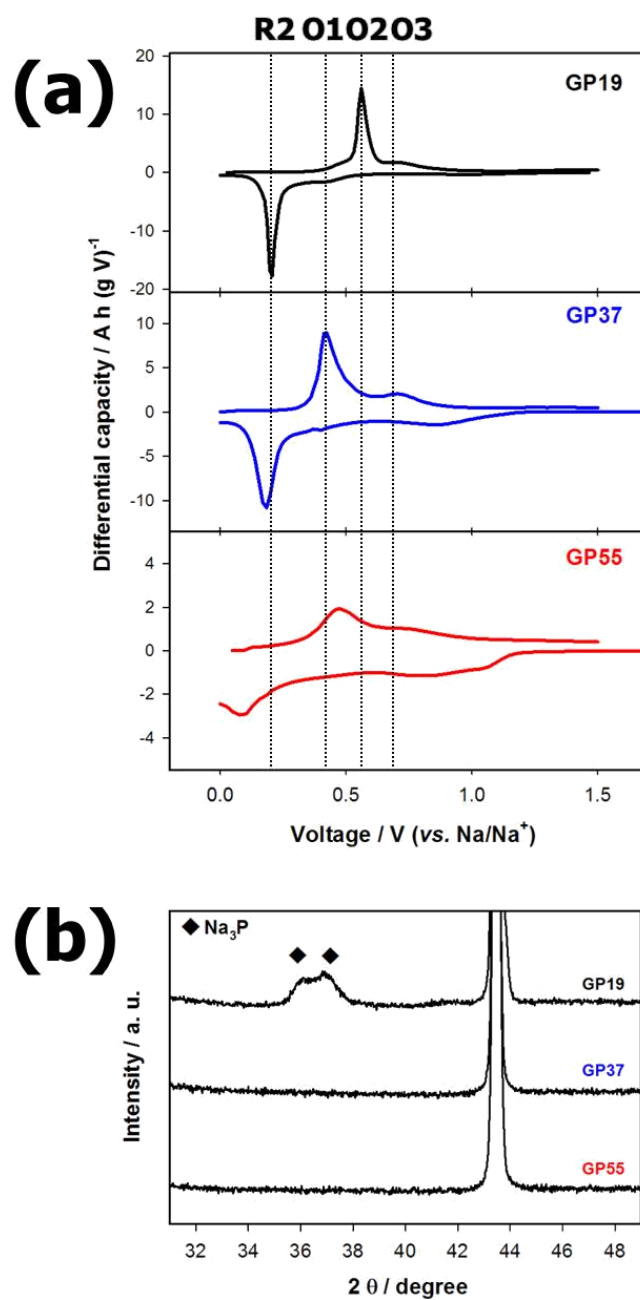 R2 O1O2O3
(a)
GP19
20
10
0
-10
-20
GP37
10
5
0
-5
-10
GP55
4
2
0
-2
-4
Differential capacity / A h (g V)-1
0.0 0.5 1.0 1.5
Voltage / V (vs. Na/Na+)
(b)
◆ Na3P
◆ ◆
GP19
GP37
GP55
Intensity / a. u.
32 34 36 38 40 42 44 46 48
2 θ / degree